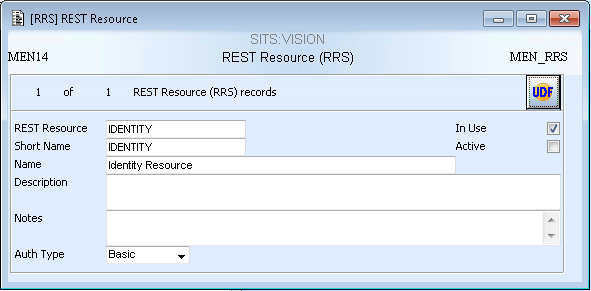 [RRS] REST Resource
SITS:VISION
MEN14 REST Resource (RRS) MEN_RRS
1 of 1 REST Resource (RRS) records UDF
REST Resource IDENTITY In Use
Short Name IDENTITY Active
Name Identity Resource
Description
Notes
Auth Type Basic